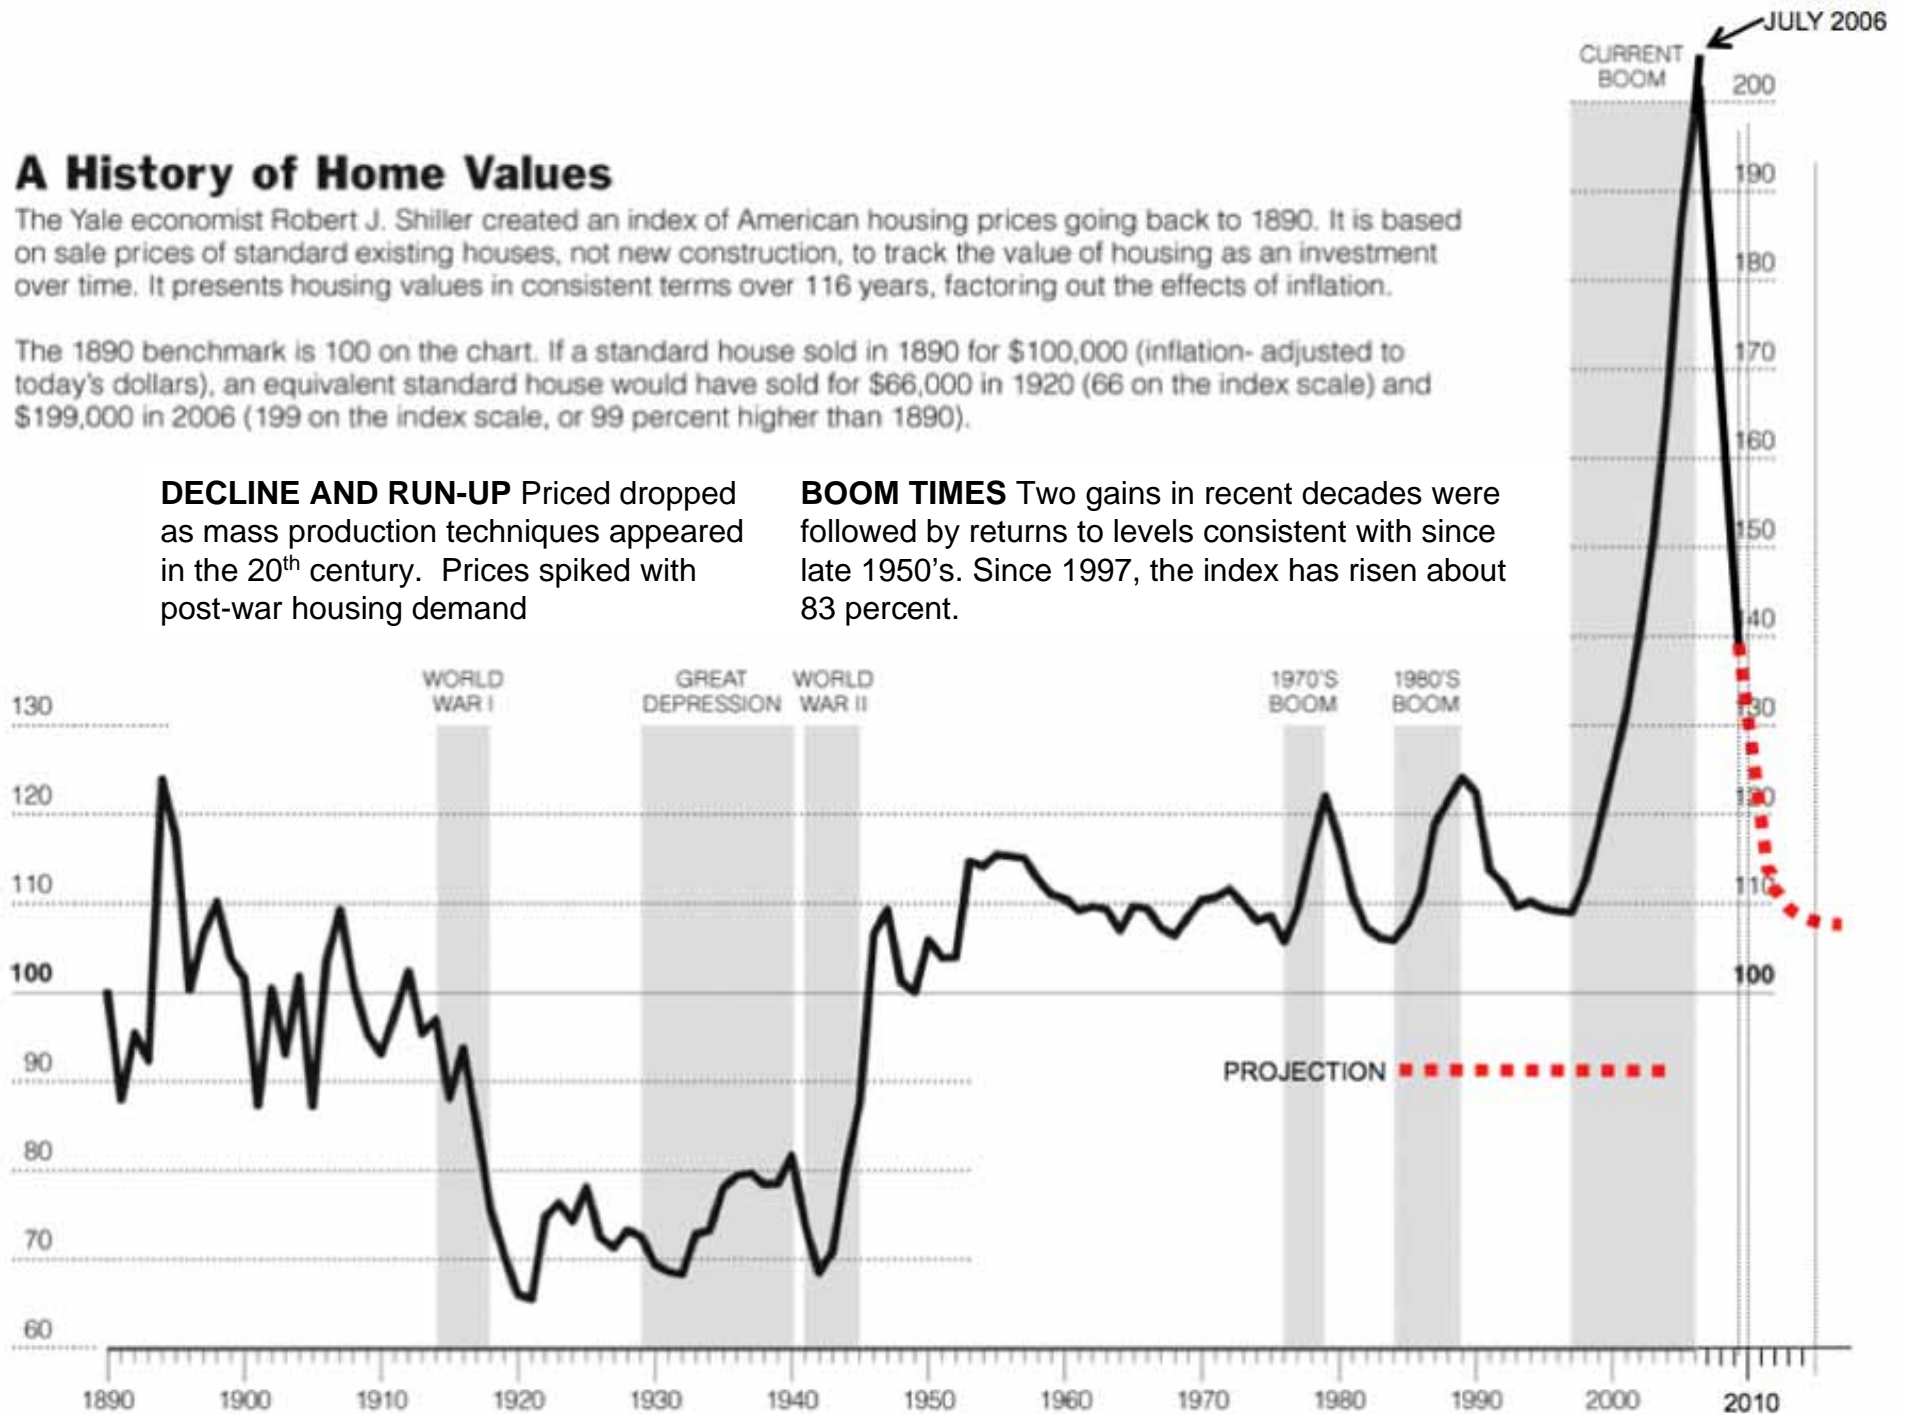 JULY 2006
CURRENT
BOOM
A History of Home Values
The Yale economist Robert J. Shiller created an index of American housing prices going back to 1890. It is based
on sale prices of standard existing houses, not new construction, to track the value of housing as an investment
over time. It presents housing values in consistent terms over 116 years, factoring out the effects of inflation.
The 1890 benchmark is 100 on the chart. If a standard house sold in 1890 for $100,000 (inflation- adjusted to
today's dollars), an equivalent standard house would have sold for $66,000 in 1920 (66 on the index scale) and
$199,000 in 2006 (199 on the index scale, or 99 percent higher than 1890).
DECLINE AND RUN-UP Priced dropped
as mass production techniques appeared
in the 20th century.  Prices spiked with
post-war housing demand
BOOM TIMES Two gains in recent decades were
followed by returns to levels consistent with since
late 1950's. Since 1997, the index has risen about
83 percent.
200
190
180
170
160
150
140
130
120
110
100
WORLD
WAR I
GREAT
DEPRESSION
WORLD
WAR II
1970'S
BOOM
1980'S
BOOM
130
120
110
100
90
80
70
60
PROJECTION
1890 1900 1910 1920 1930 1940 1950 1960 1970 1980 1990 2000 2010